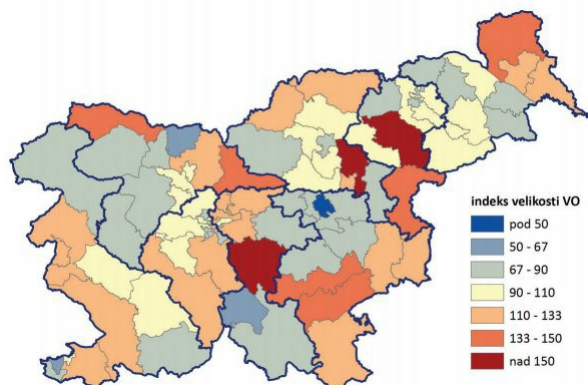 indeks velikosti VO
pod 50
50 - 67
67 - 90
90 - 110
110 - 133
133 - 150
nad 150